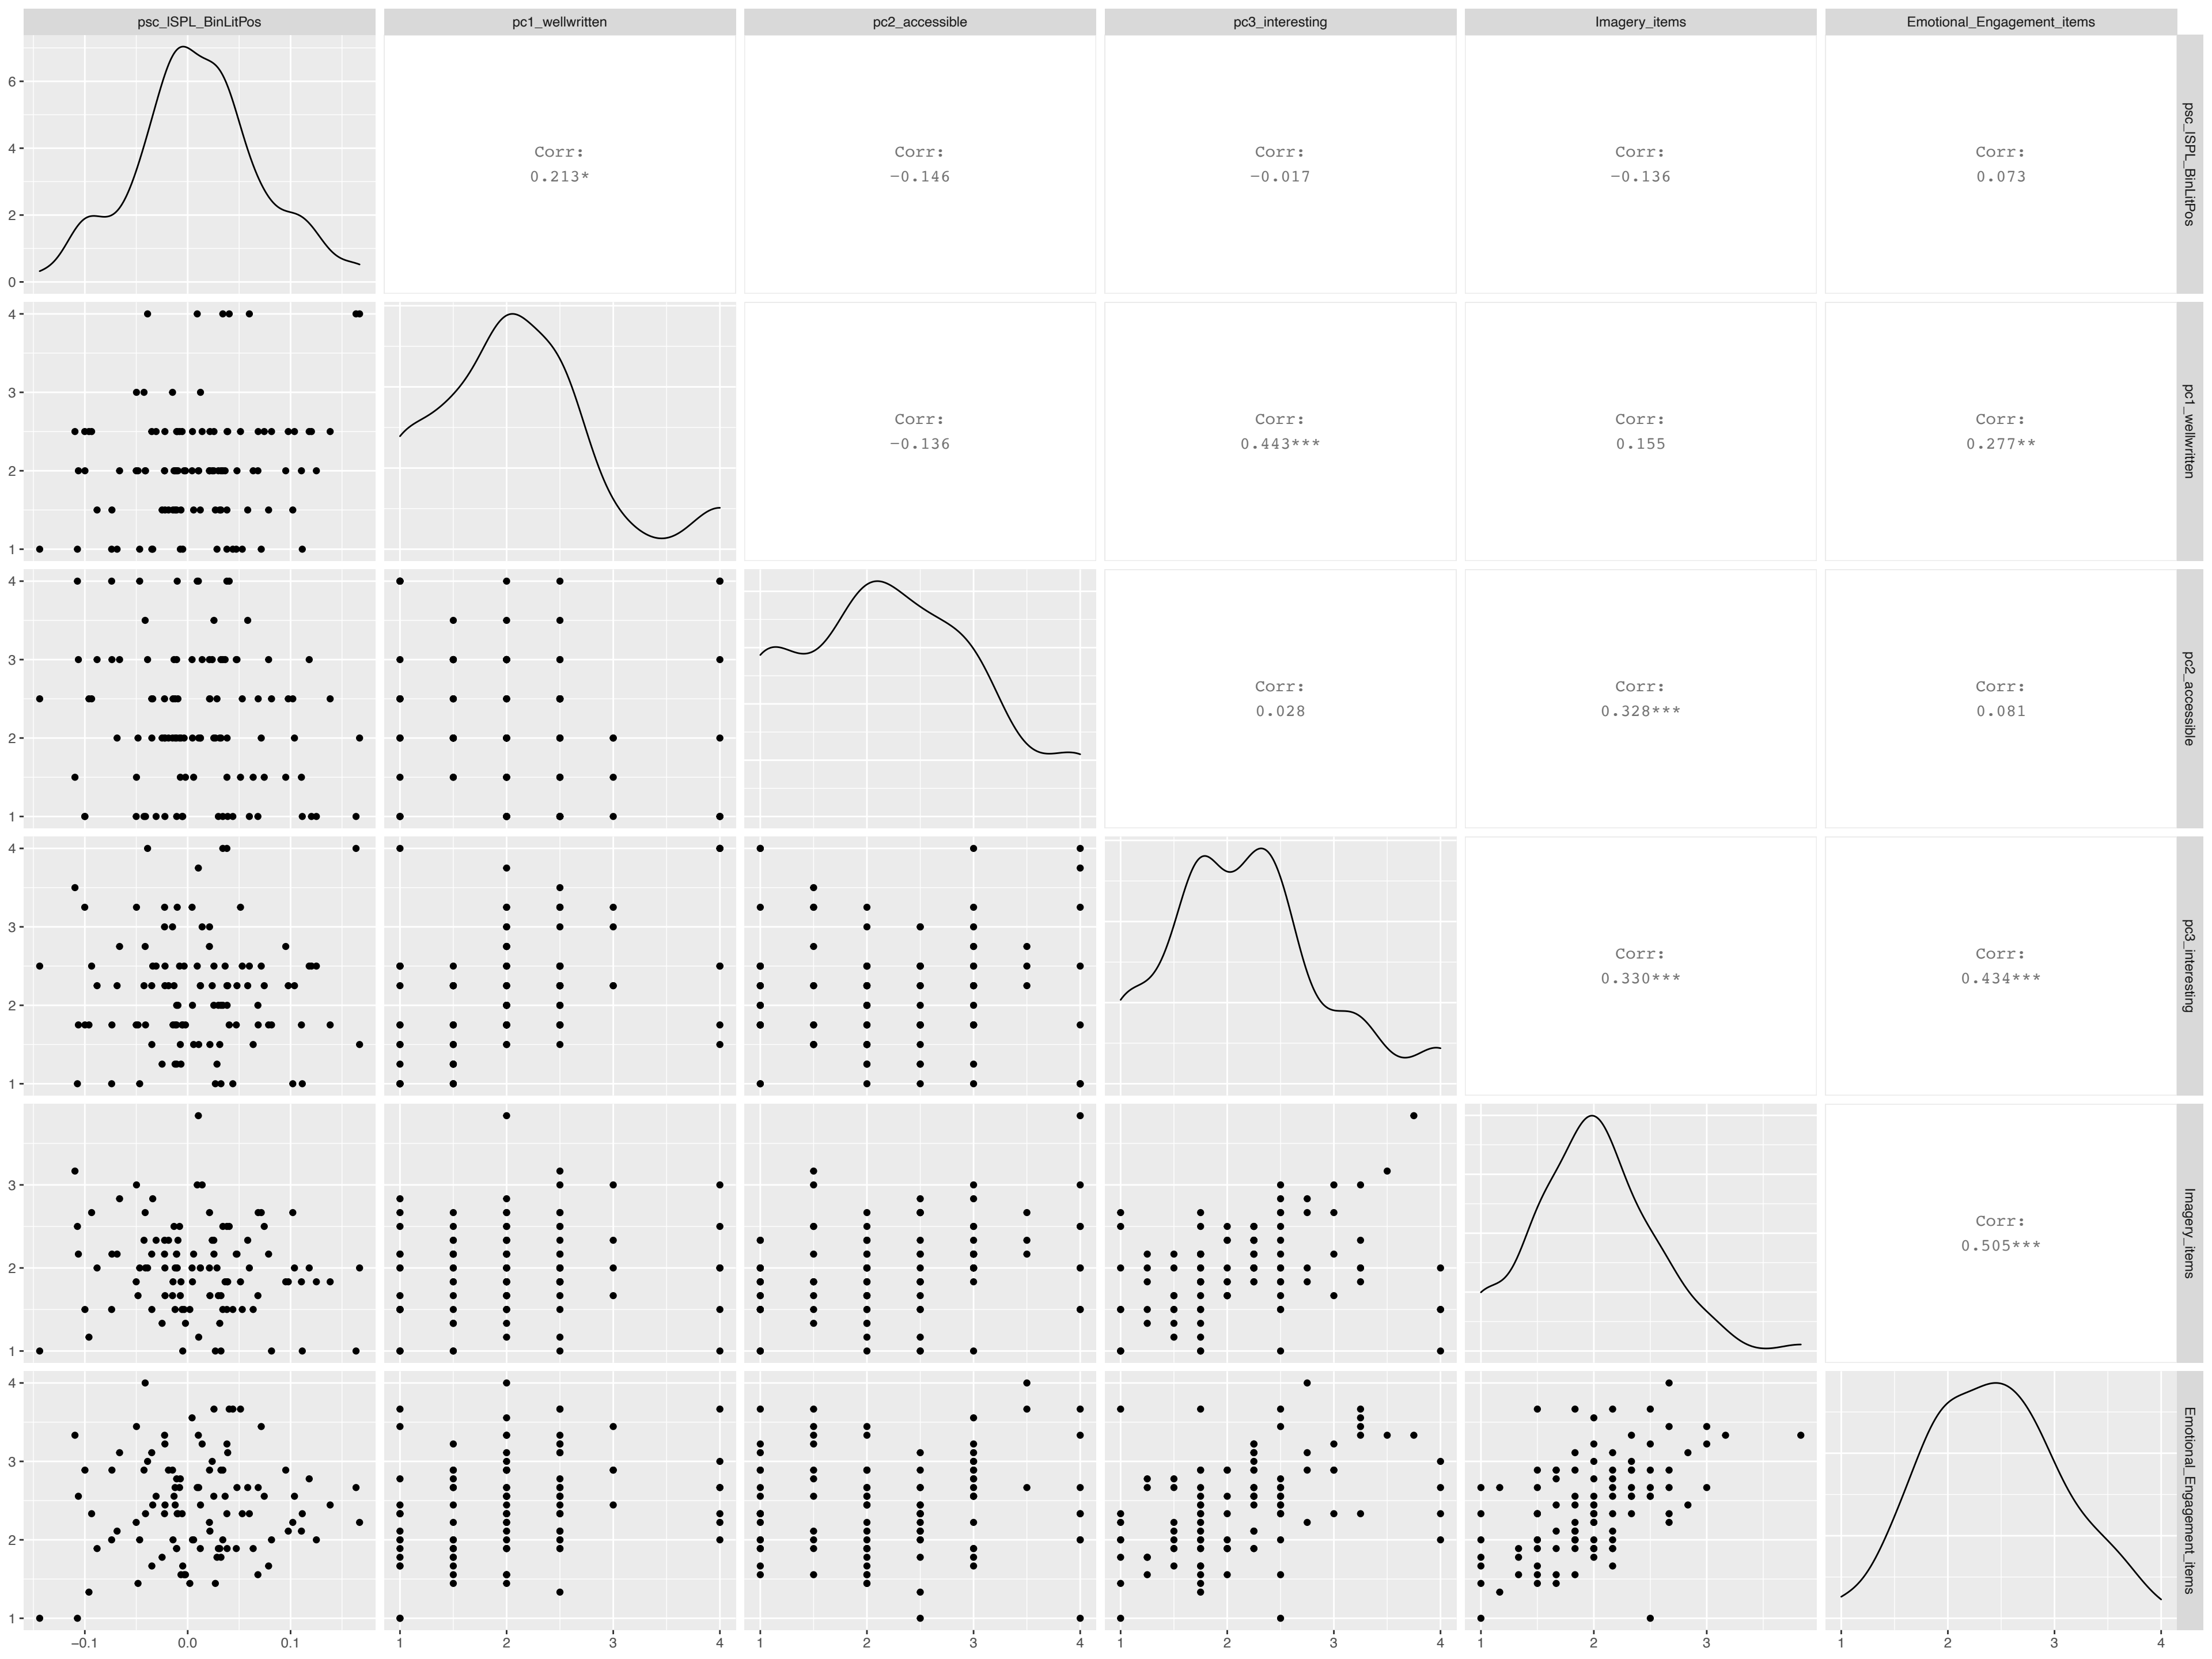 psc_lSPL_BinLitPos pc1_wellwritten pc2_accessible pc3_interesting Imagery_items Emotional_Engagement_items
6
4
2
0
Corr:
0.213*
Corr:
−0.146
Corr:
−0.017
Corr:
−0.136
Corr:
0.073
psc_lSPL_BinLitPos
4
3
2
1
Corr:
−0.136
Corr:
0.443***
Corr:
0.155
Corr:
0.277**
pc1_wellwritten
4
3
2
1
Corr:
0.028
Corr:
0.328***
Corr:
0.081
pc2_accessible
4
3
2
1
Corr:
0.330***
Corr:
0.434***
pc3_interesting
3
2
1
Corr:
0.505***
Imagery_items
4
3
2
1
Emotional_Engagement_items
−0.1 0.0 0.1 1 2 3 4 1 2 3 4 1 2 3 4 1 2 3 1 2 3 4